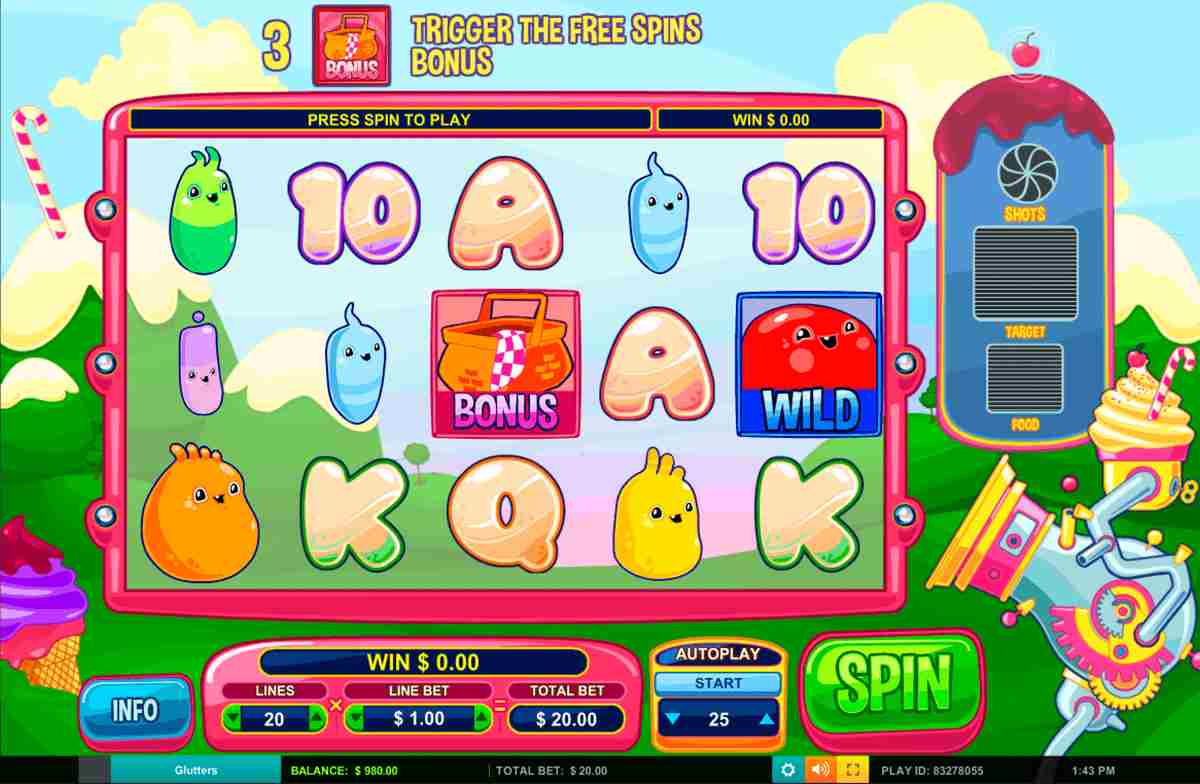 3
BONUS
TRIGGER THE FREE SPINS
BONUS
PRESS SPIN TO PLAY
WIN $ 0.00
10
A
10
SHOTS
TARGET
FOOD
BONUS
A
WILD
K
Q
K
WIN $ 0.00
LINES
LINE BET
TOTAL BET
20
×
$ 1.00
=
$ 20.00
AUTOPLAY
START
25
SPIN
INFO
Glutters
BALANCE: $ 980.00
TOTAL BET: $ 20.00
PLAY ID: 83278055
1:43 PM